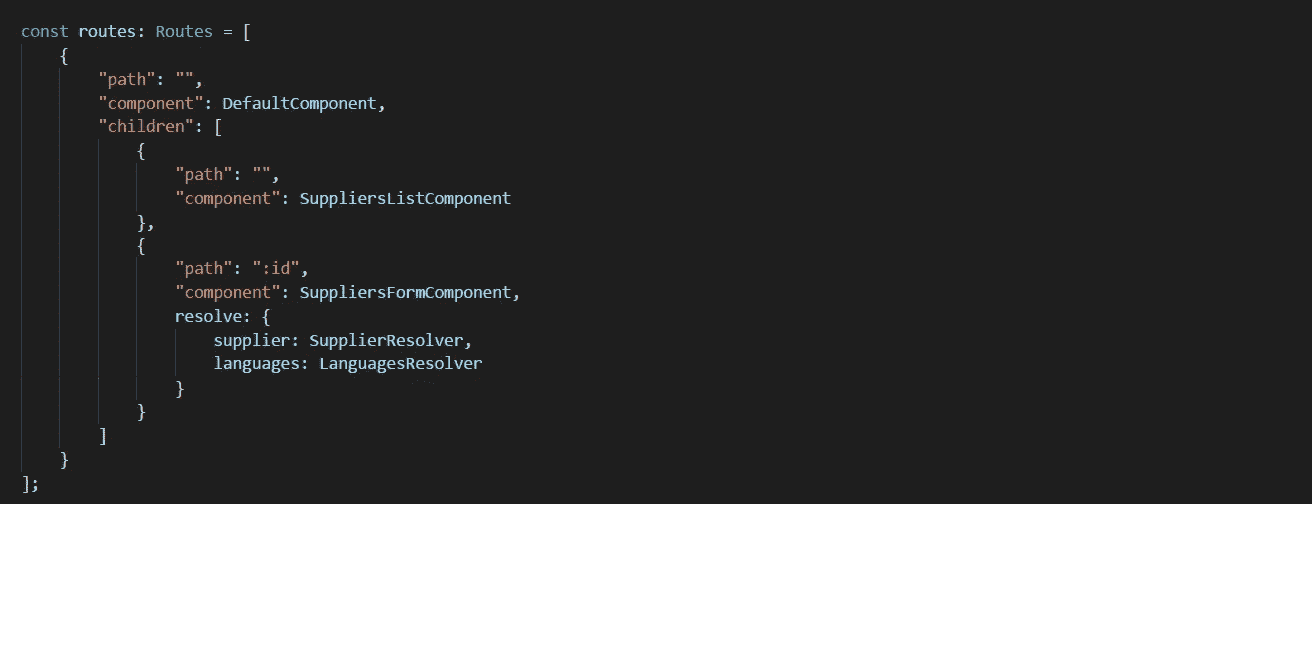 const routes: Routes = [
    {
        "path": "",
        "component": DefaultComponent,
        "children": [
            {
                "path": "",
                "component": SuppliersListComponent
            },
            {
                "path": ":id",
                "component": SuppliersFormComponent,
                resolve: {
                    supplier: SupplierResolver,
                    languages: LanguagesResolver
                }
            }
        ]
    }
];